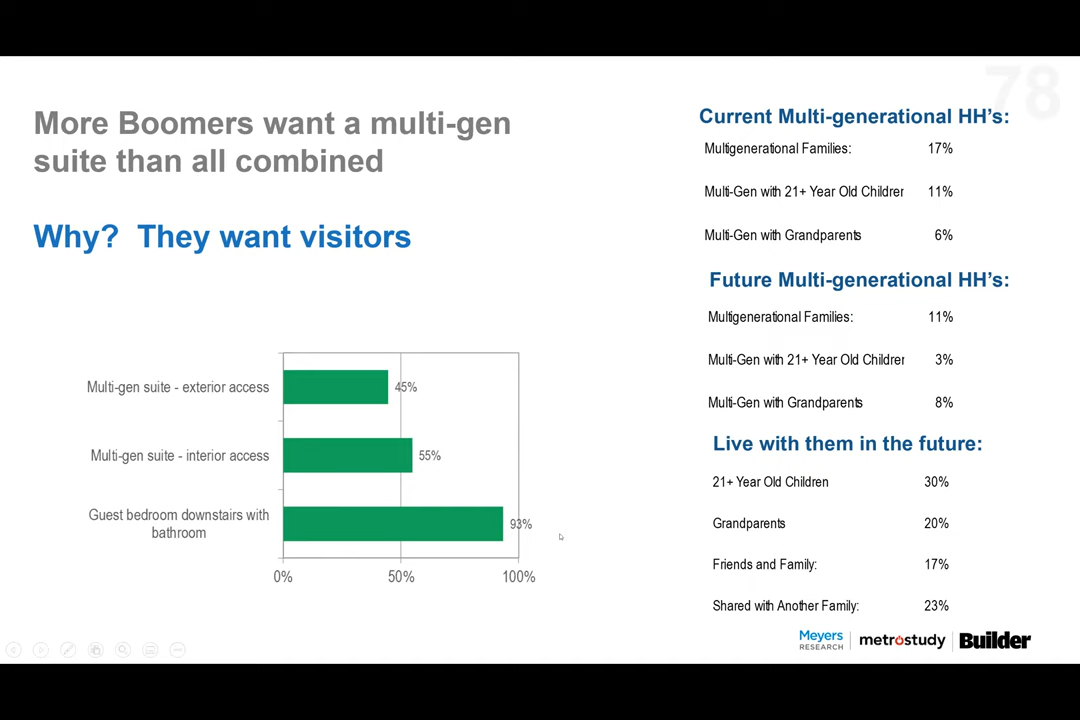 78
More Boomers want a multi-gen
suite than all combined
Why? They want visitors
Multi-gen suite - exterior access
45%
Multi-gen suite - interior access
55%
Guest bedroom downstairs with
bathroom
93%
0% 50% 100%
Current Multi-generational HH's:
Multigenerational Families: 17%
Multi-Gen with 21+ Year Old Childrer 11%
Multi-Gen with Grandparents 6%
Future Multi-generational HH's:
Multigenerational Families: 11%
Multi-Gen with 21+ Year Old Childrer 3%
Multi-Gen with Grandparents 8%
Live with them in the future:
21+ Year Old Children 30%
Grandparents 20%
Friends and Family: 17%
Shared with Another Family: 23%
Meyers
RESEARCH
metrostudy
Builder